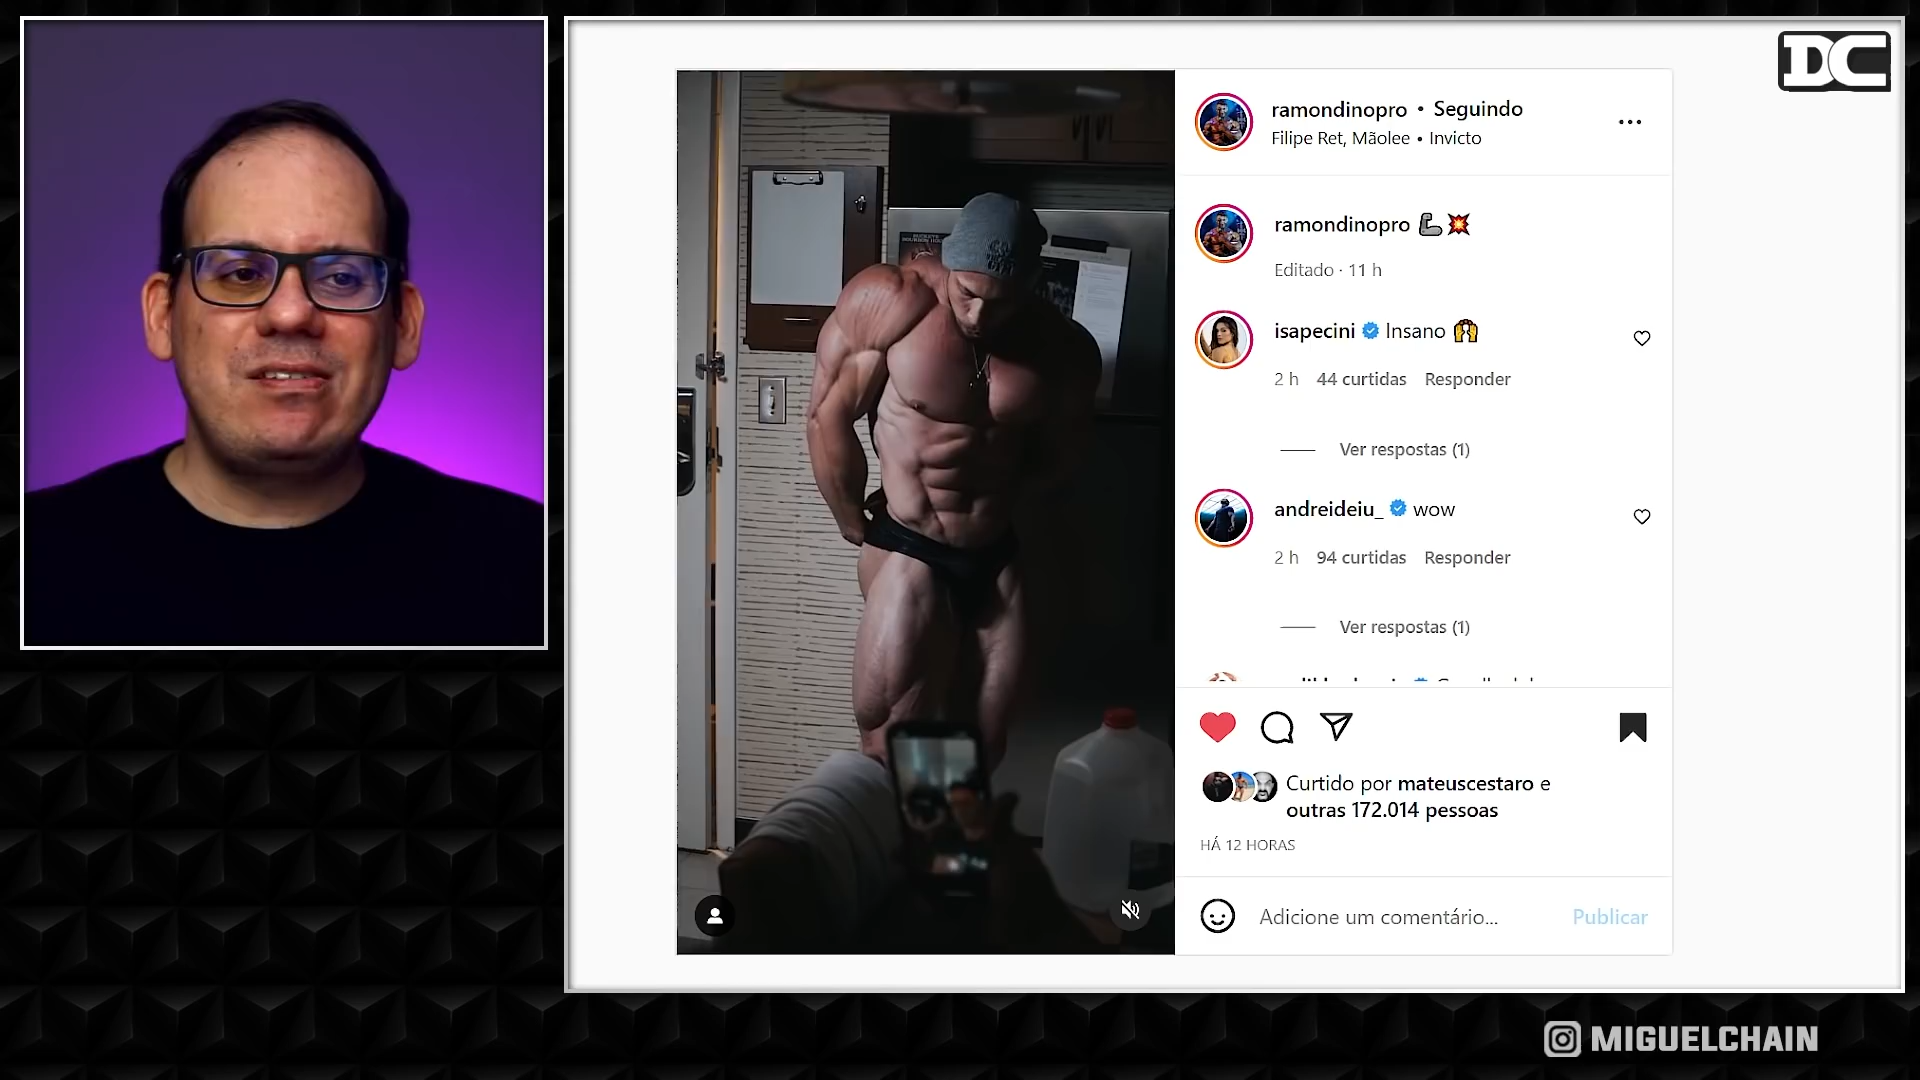 DC
ramondinopro • Seguindo
Filipe Ret, Mãolee • Invicto
ramondinopro 💪💥
Editado · 11 h
isapecini Insano 🙌
2 h 44 curtidas Responder
Ver respostas (1)
andreideiu_ wow
2 h 94 curtidas Responder
Ver respostas (1)
Curtido por mateuscestaro e
outras 172.014 pessoas
HÁ 12 HORAS
Adicione um comentário... Publicar
MIGUELCHAIN